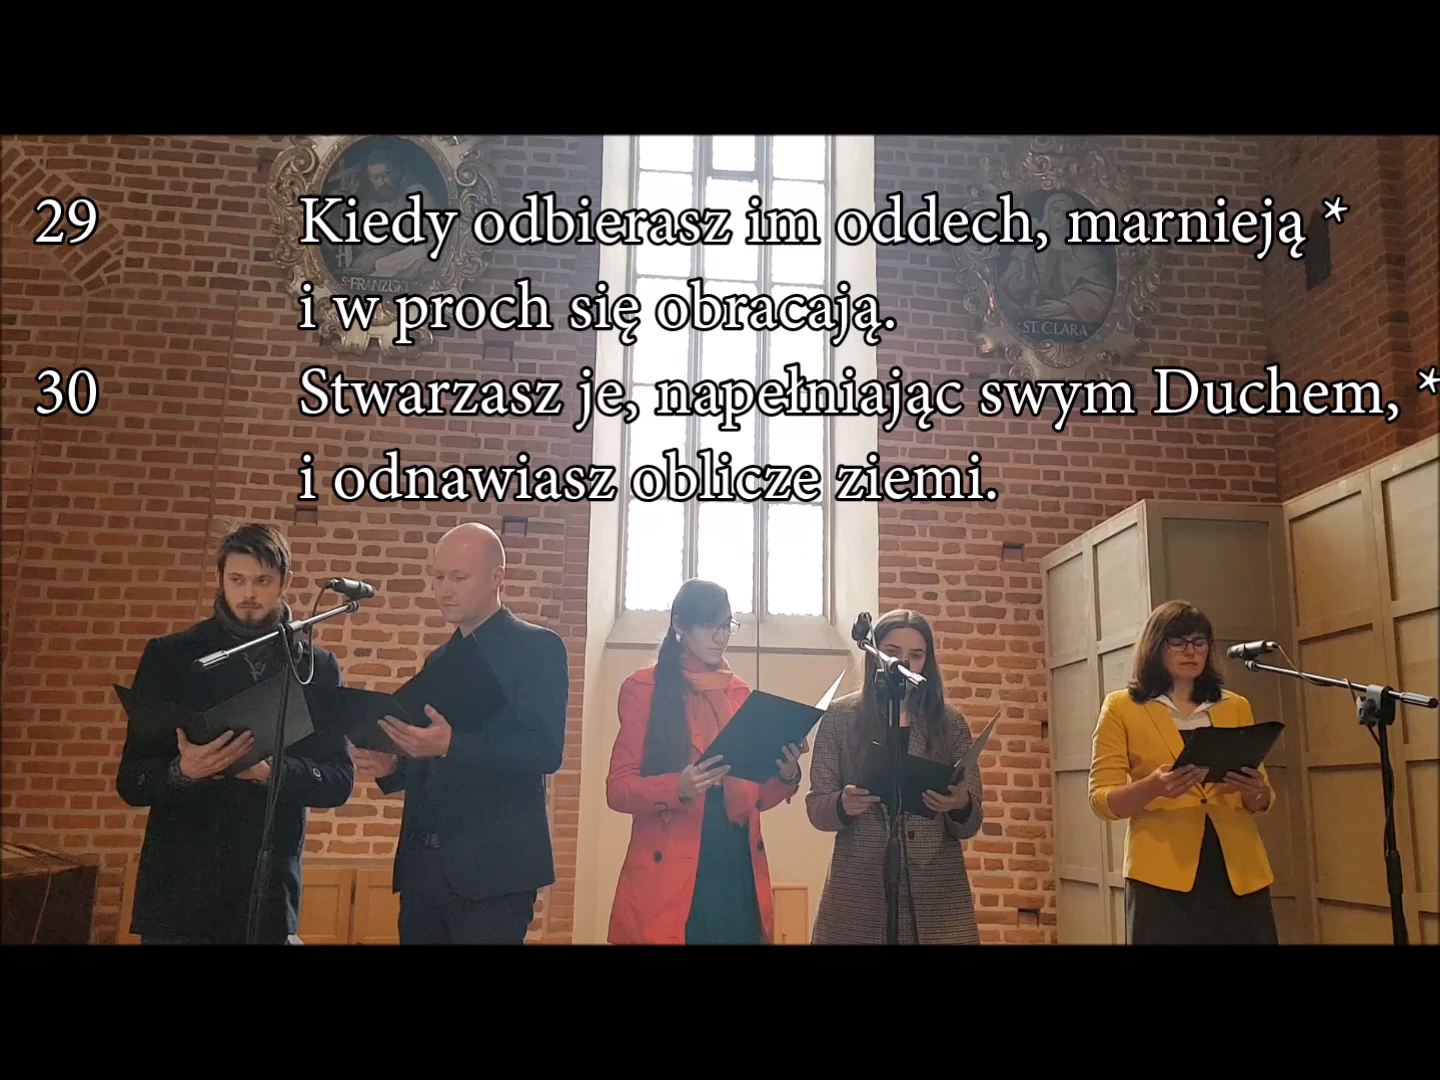 29 Kiedy odbierasz im oddech, marnieją *
i w proch się obracają.
30 Stwarzasz je, napełniając swym Duchem, *
i odnawiasz oblicze ziemi.
ST. CLARA